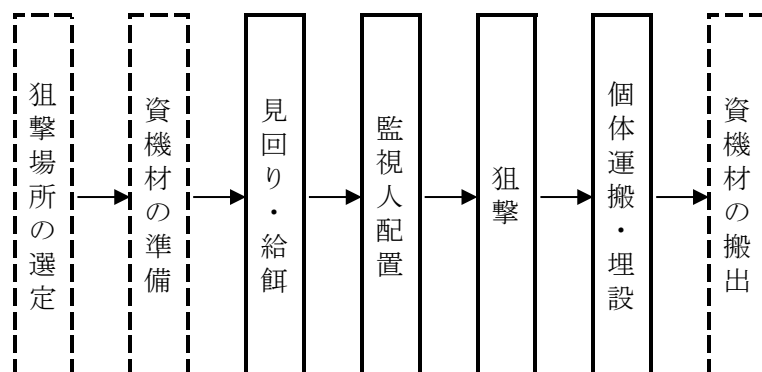 狙撃場所の選定
資機材の準備
見回り・給餌
監視人配置
狙撃
個体運搬・埋設
資機材の搬出